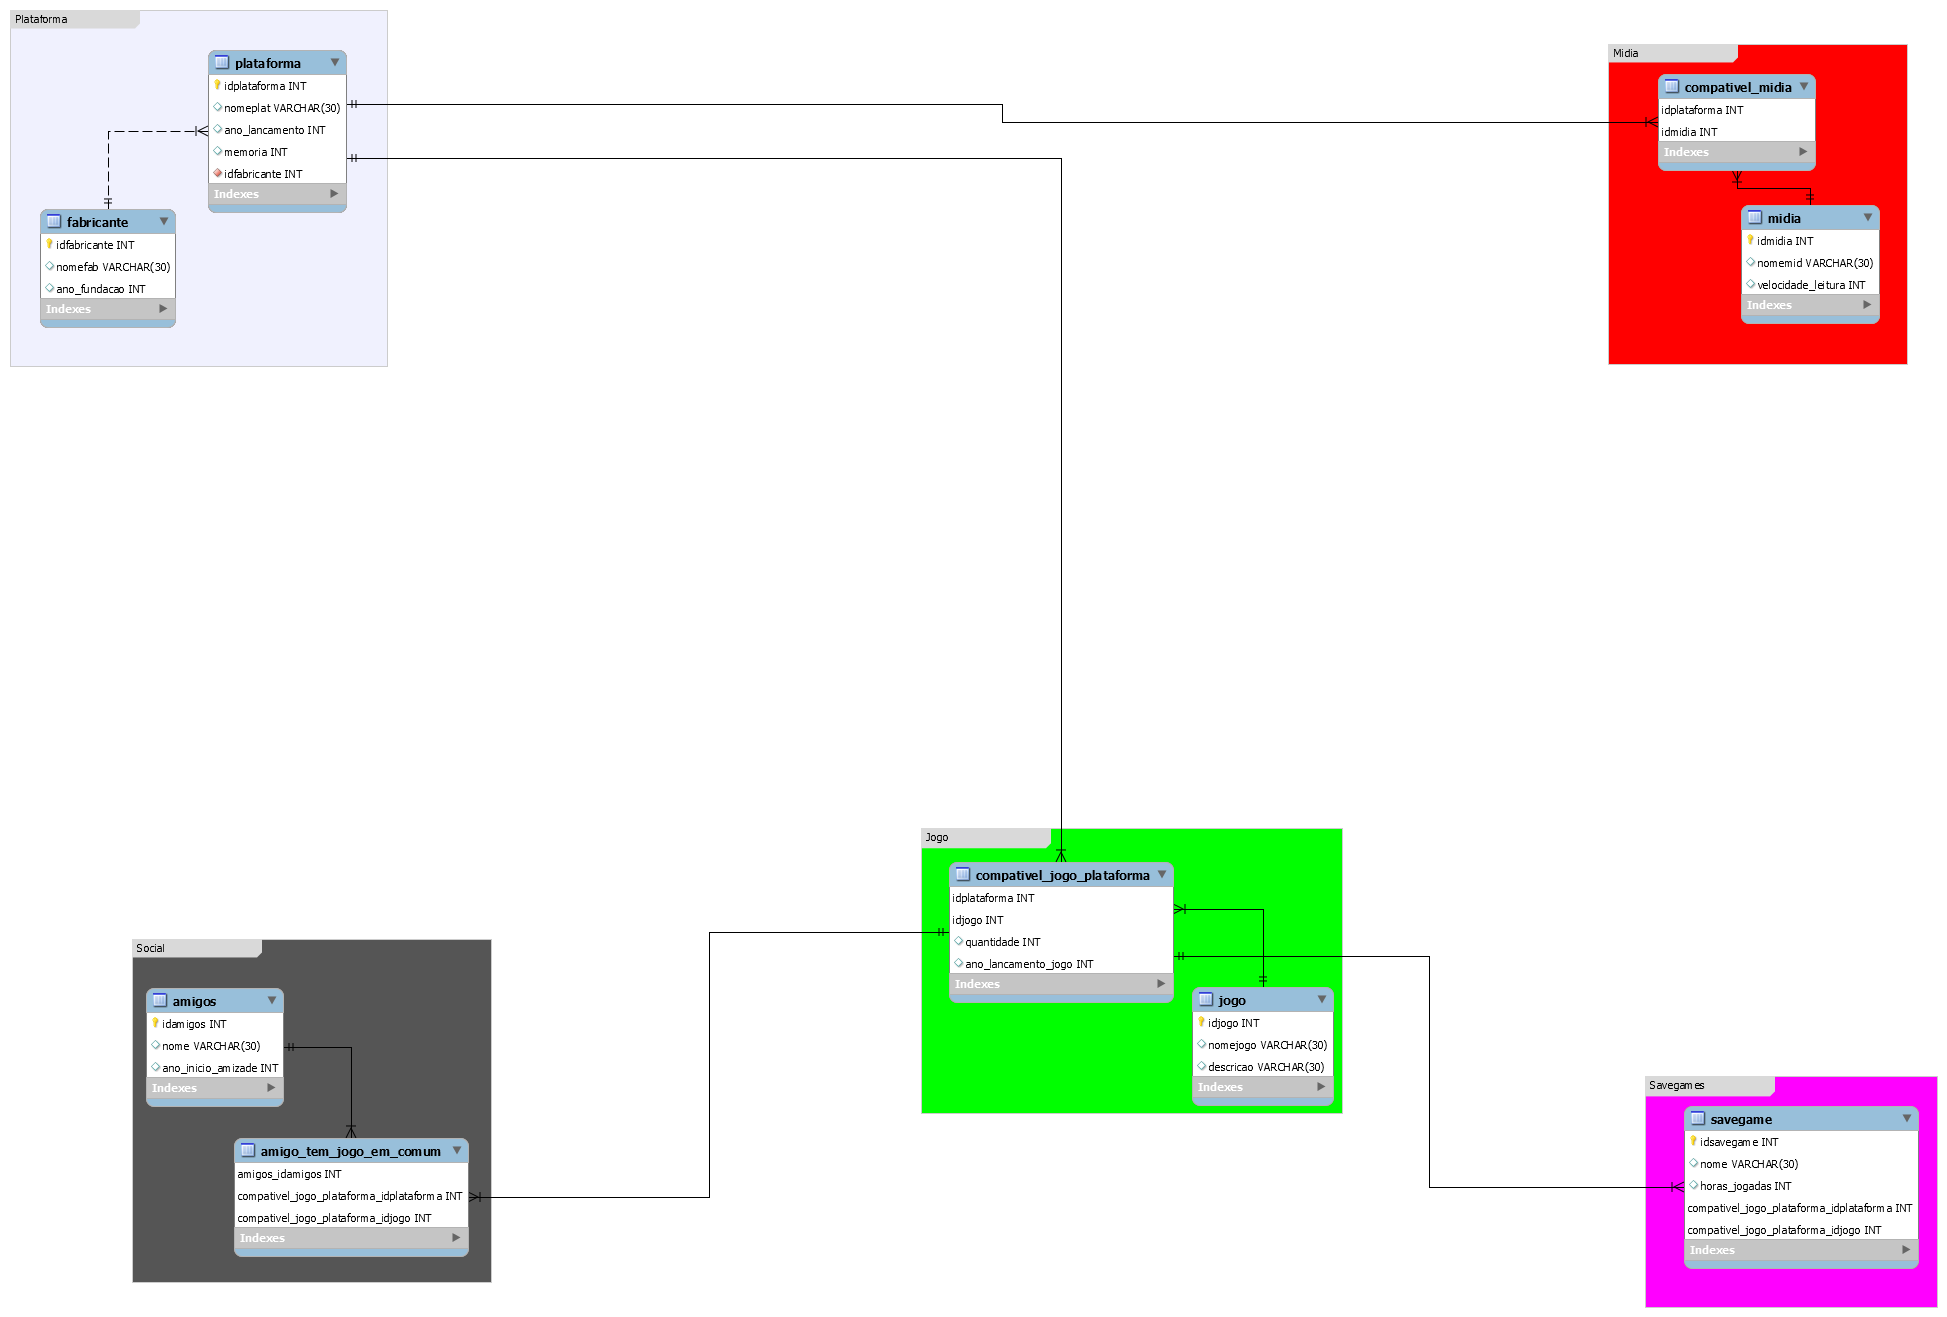 Plataforma
plataforma
idplataforma INT
nomeplat VARCHAR(30)
ano_lancamento INT
memoria INT
idfabricante INT
Indexes
fabricante
idfabricante INT
nomefab VARCHAR(30)
ano_fundacao INT
Indexes
Midia
compativel_midia
idplataforma INT
idmidia INT
Indexes
midia
idmidia INT
nomemid VARCHAR(30)
velocidade_leitura INT
Indexes
Jogo
compativel_jogo_plataforma
idplataforma INT
idjogo INT
quantidade INT
ano_lancamento_jogo INT
Indexes
jogo
idjogo INT
nomejogo VARCHAR(30)
descricao VARCHAR(30)
Indexes
Social
amigos
idamigos INT
nome VARCHAR(30)
ano_inicio_amizade INT
Indexes
amigo_tem_jogo_em_comum
amigos_idamigos INT
compativel_jogo_plataforma_idplataforma INT
compativel_jogo_plataforma_idjogo INT
Indexes
Savegames
savegame
idsavegame INT
nome VARCHAR(30)
horas_jogadas INT
compativel_jogo_plataforma_idplataforma INT
compativel_jogo_plataforma_idjogo INT
Indexes